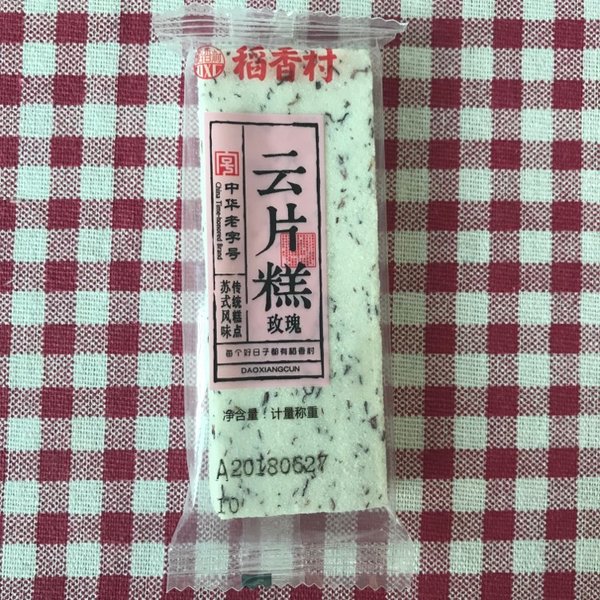 稻香村
DXC
云片糕
玫瑰
中华老字号
China Time-honored Brand
传统糕点
苏式风味
每个好日子都有稻香村
DAOXIANGCUN
净含量:计量称重
A20180627
10